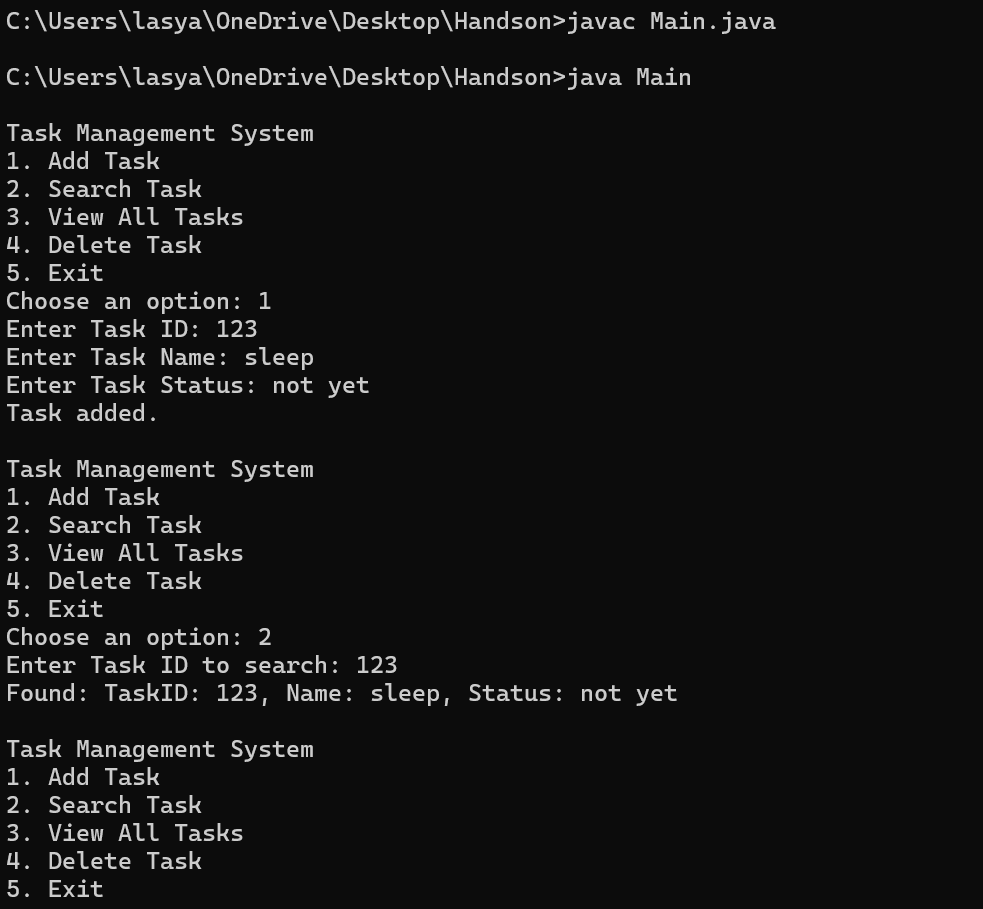 C:\Users\lasya\OneDrive\Desktop\Handson>javac Main.java
C:\Users\lasya\OneDrive\Desktop\Handson>java Main
Task Management System
1. Add Task
2. Search Task
3. View All Tasks
4. Delete Task
5. Exit
Choose an option: 1
Enter Task ID: 123
Enter Task Name: sleep
Enter Task Status: not yet
Task added.
Task Management System
1. Add Task
2. Search Task
3. View All Tasks
4. Delete Task
5. Exit
Choose an option: 2
Enter Task ID to search: 123
Found: TaskID: 123, Name: sleep, Status: not yet
Task Management System
1. Add Task
2. Search Task
3. View All Tasks
4. Delete Task
5. Exit